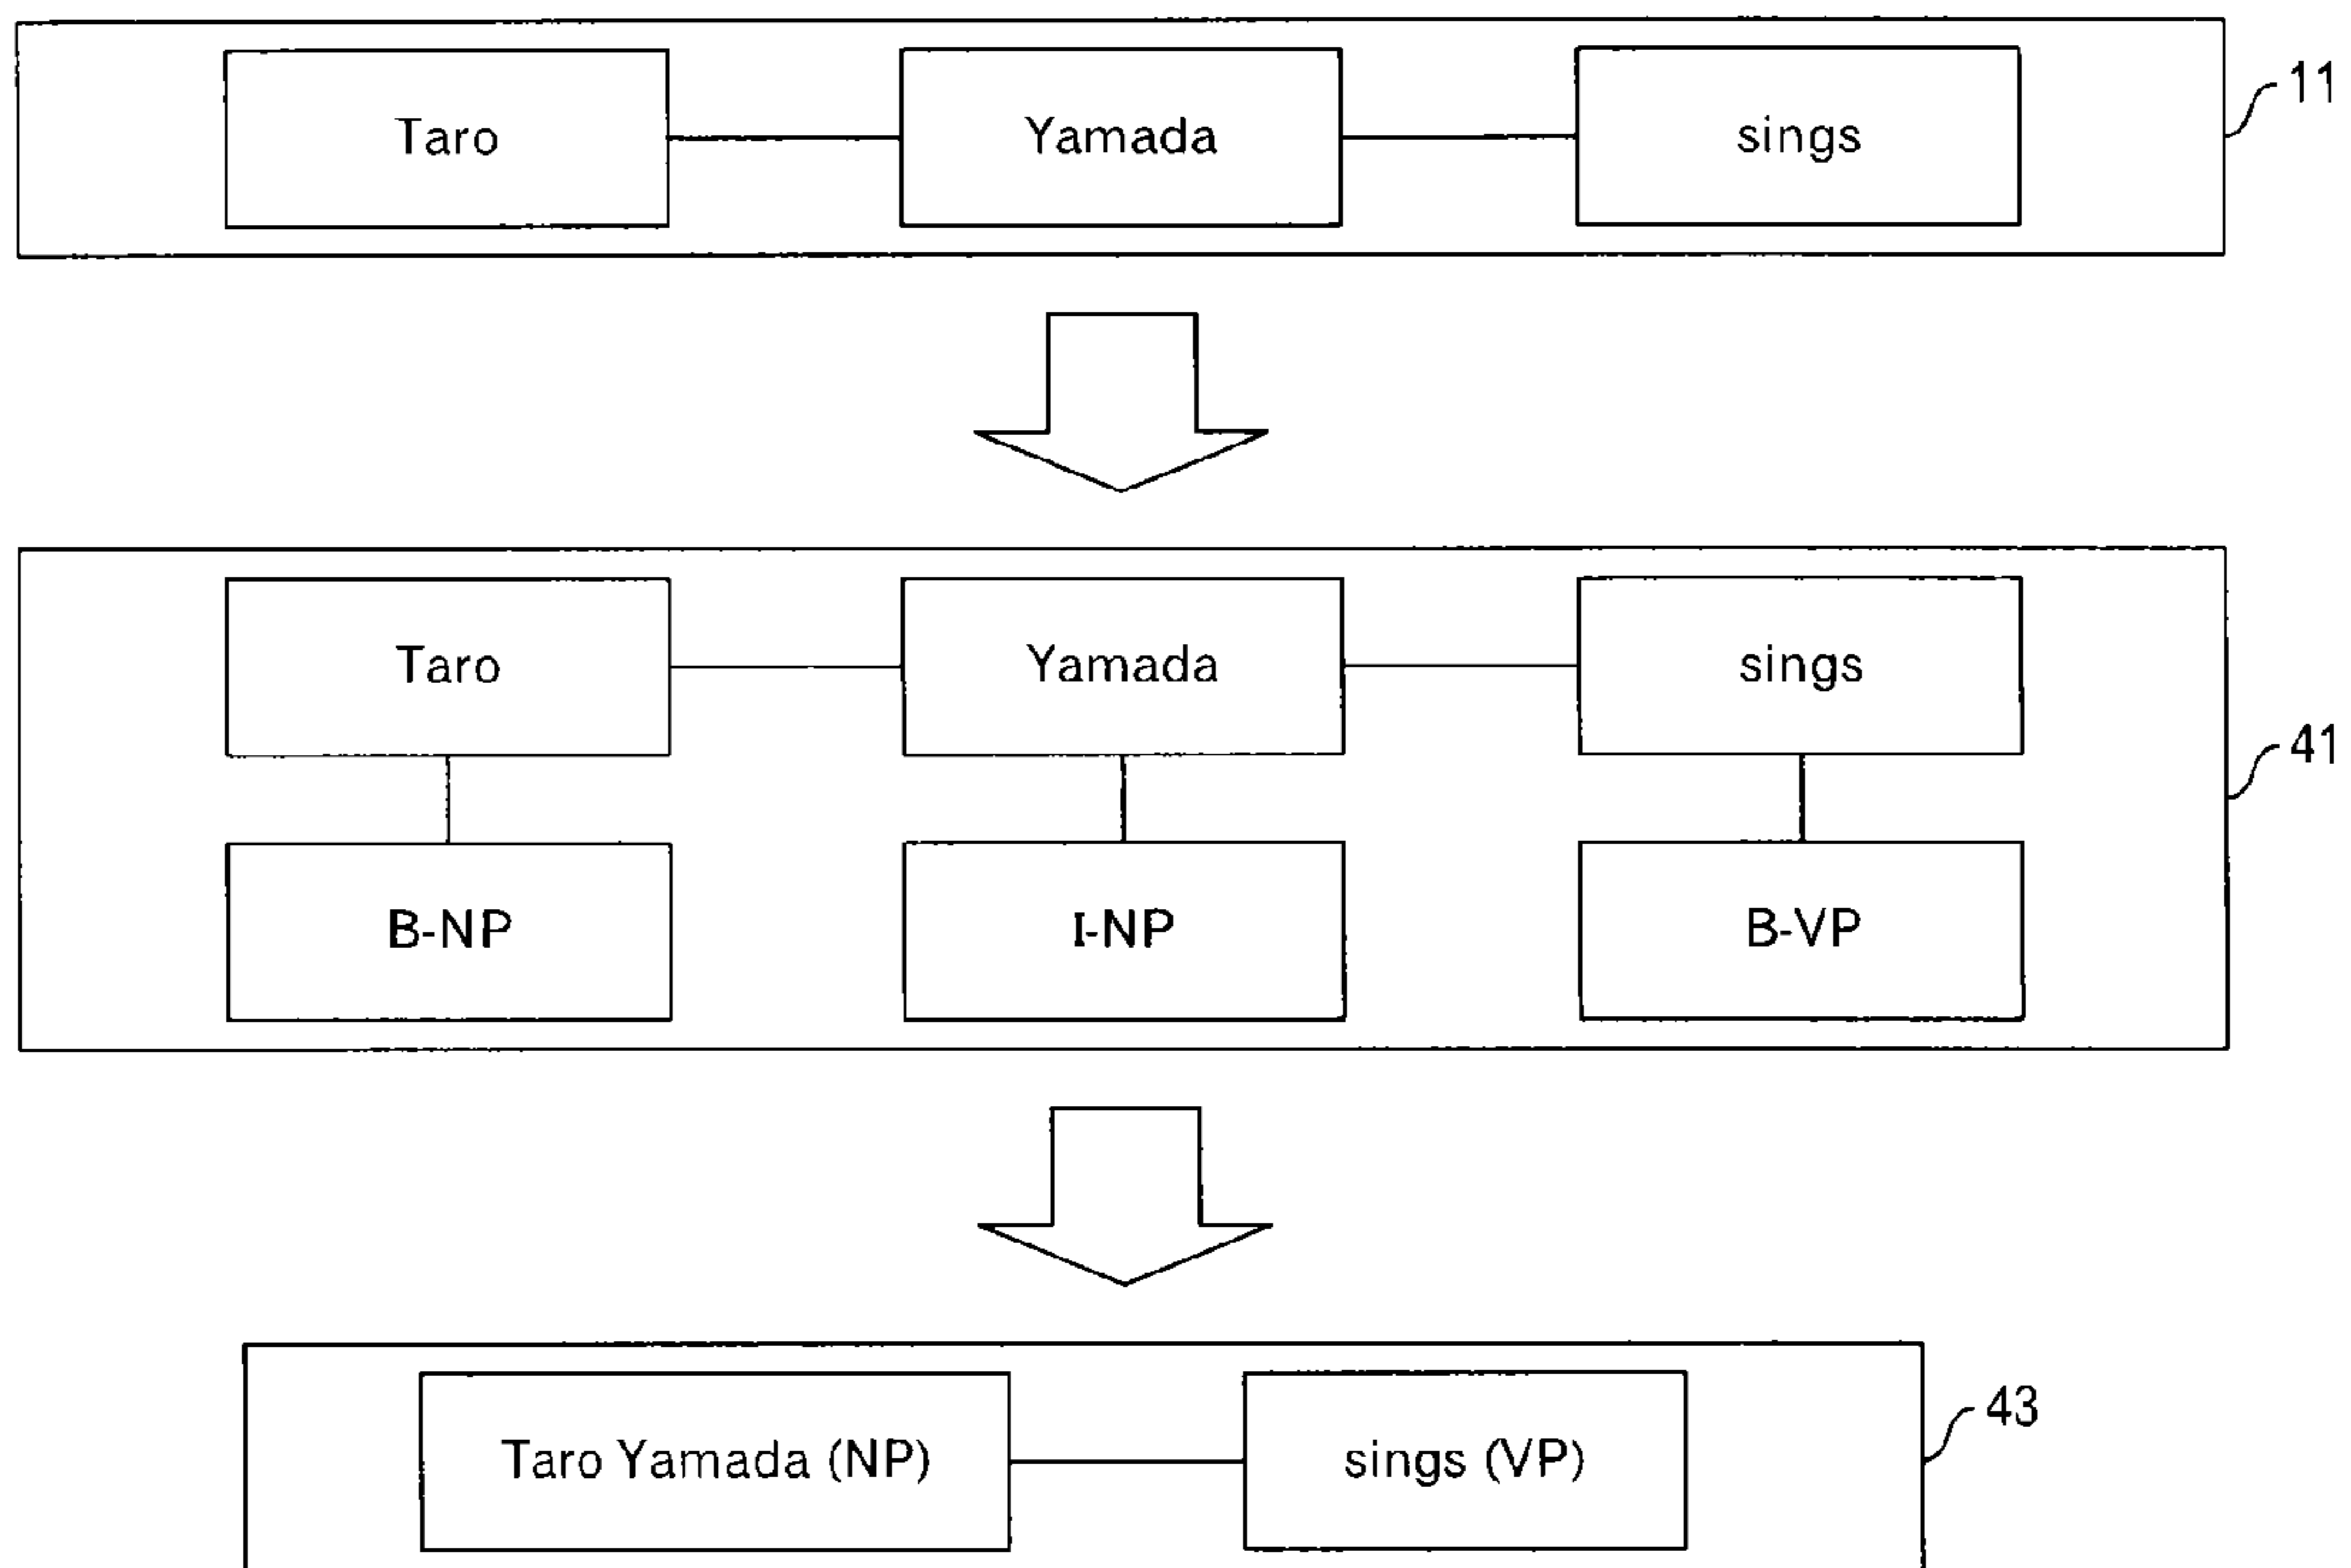 Taro Yamada sings 11
Taro Yamada sings
41
B-NP I-NP B-VP
Taro Yamada (NP) sings (VP) 43